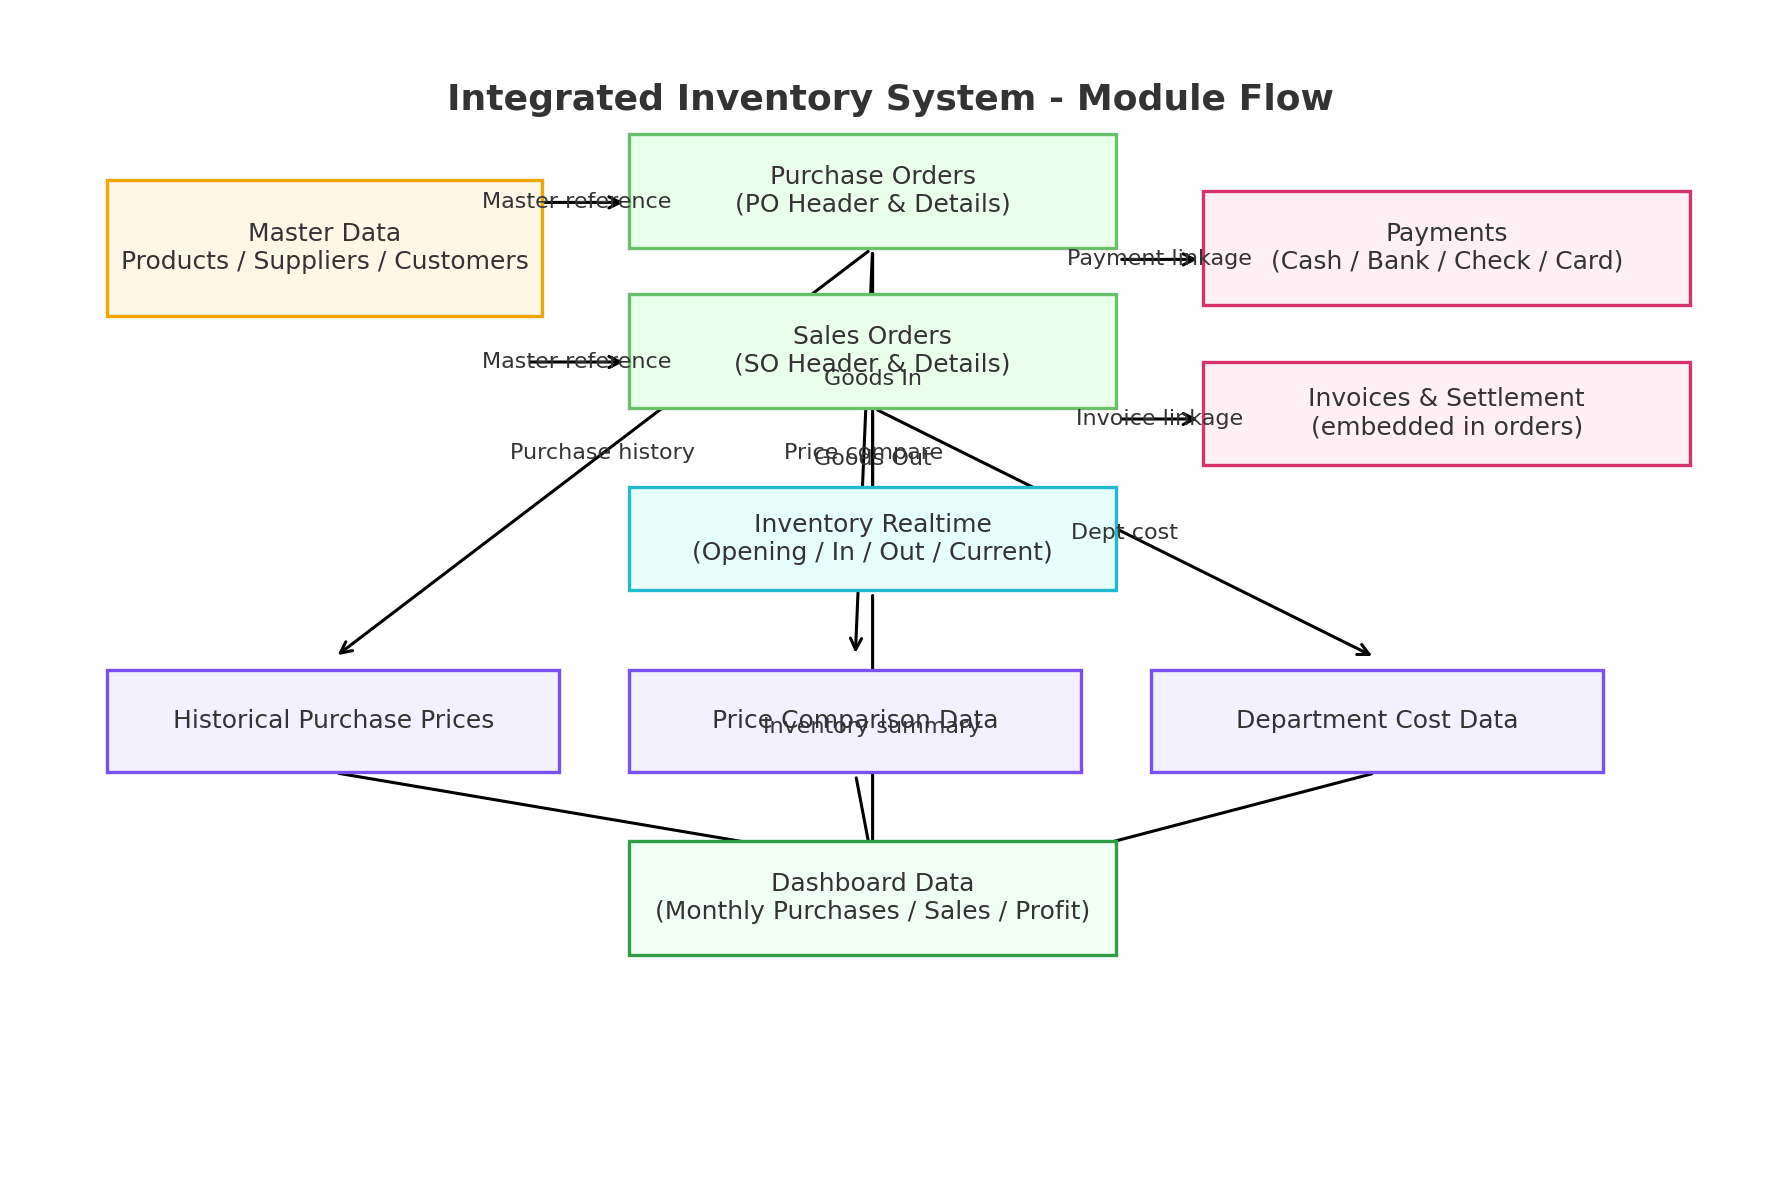 Integrated Inventory System - Module Flow
Purchase Orders
(PO Header & Details)
Master reference
Master Data
Products / Suppliers / Customers
Payments
(Cash / Bank / Check / Card)
Payment linkage
Sales Orders
(SO Header & Details)
Master reference
Goods In
Invoices & Settlement
(embedded in orders)
Invoice linkage
Purchase history
Price compare
Goods Out
Inventory Realtime
(Opening / In / Out / Current)
Dept cost
Historical Purchase Prices
Price Comparison Data
Inventory summary
Department Cost Data
Dashboard Data
(Monthly Purchases / Sales / Profit)